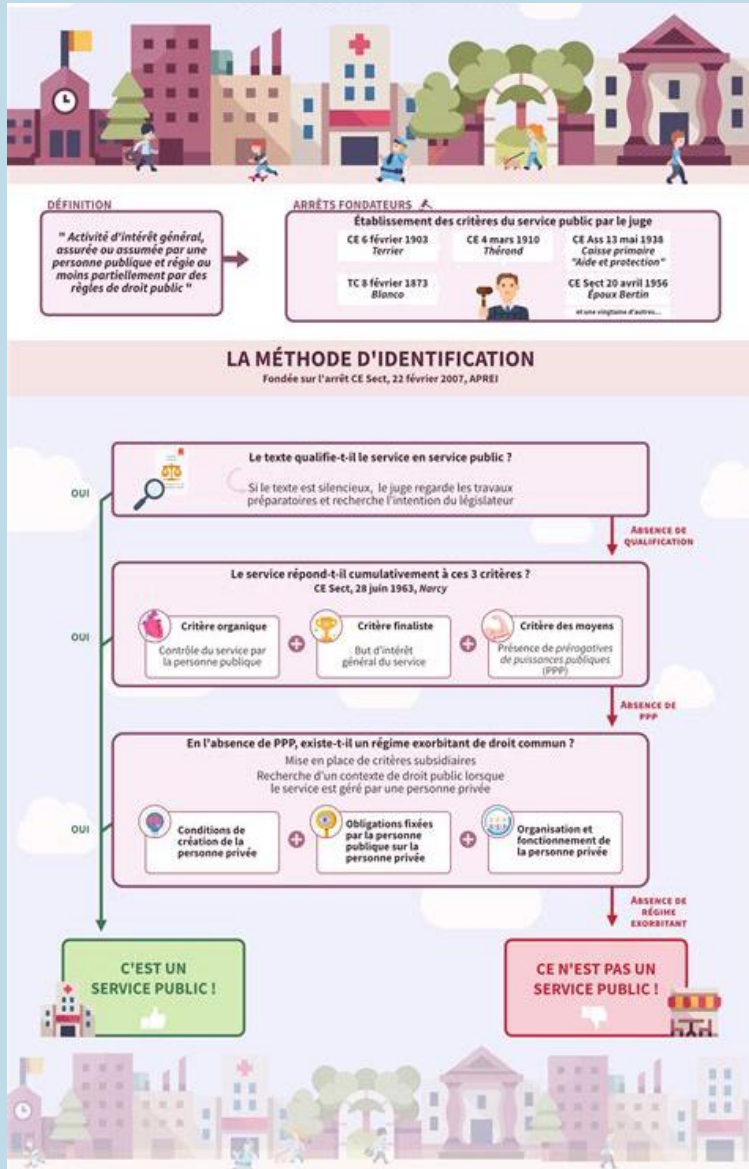 DÉFINITION
" Activité d'intérêt général,
assurée ou assumée par une
personne publique et régie au
moins partiellement par des
règles de droit public "
ARRÊTS FONDATEURS
Établissement des critères du service public par le juge
CE 6 février 1903
Terrier
CE 4 mars 1910
Thérond
CE Ass 13 mai 1938
Caisse primaire
"Aide et protection"
TC 8 février 1873
Blanco
CE Sect 20 avril 1956
Époux Bertin
et une vingtaine d'autres...
LA MÉTHODE D'IDENTIFICATION
Fondée sur l'arrêt CE Sect, 22 février 2007, APREI
Le texte qualifie-t-il le service en service public ?
Si le texte est silencieux, le juge regarde les travaux
préparatoires et recherche l'intention du législateur
OUI
ABSENCE DE
QUALIFICATION
Le service répond-t-il cumulativement à ces 3 critères ?
CE Sect, 28 juin 1963, Narcy
OUI
Critère organique
Contrôle du service par
la personne publique
Critère finaliste
But d'intérêt
général du service
Critère des moyens
Présence de prérogatives
de puissances publiques
(PPP)
ABSENCE DE
PPP
En l'absence de PPP, existe-t-il un régime exorbitant de droit commun ?
Mise en place de critères subsidiaires
Recherche d'un contexte de droit public lorsque
le service est géré par une personne privée
OUI
Conditions de
création de la
personne privée
Obligations fixées
par la personne
publique sur la
personne privée
Organisation et
fonctionnement de
la personne privée
ABSENCE DE
RÉGIME
EXORBITANT
C'EST UN
SERVICE PUBLIC !
CE N'EST PAS UN
SERVICE PUBLIC !